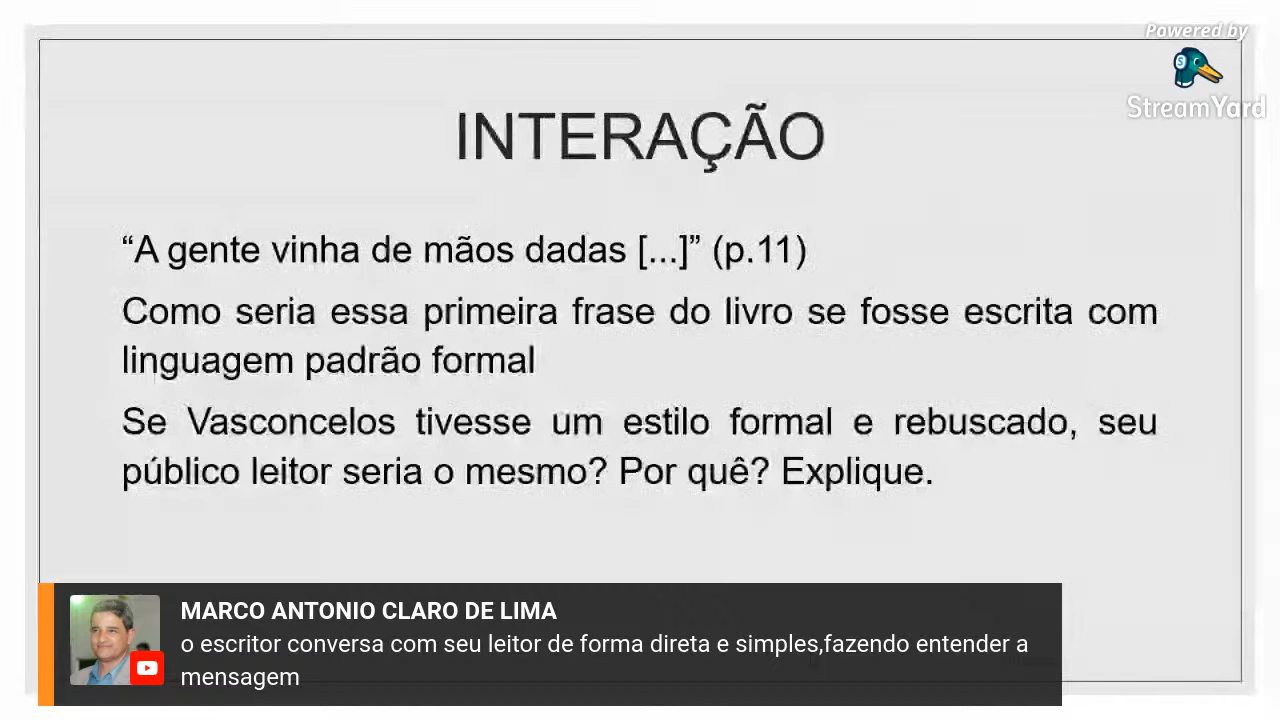 Powered by
StreamYard
INTERAÇÃO
“A gente vinha de mãos dadas [...]” (p.11)
Como seria essa primeira frase do livro se fosse escrita com
linguagem padrão formal
Se Vasconcelos tivesse um estilo formal e rebuscado, seu
público leitor seria o mesmo? Por quê? Explique.
MARCO ANTONIO CLARO DE LIMA
o escritor conversa com seu leitor de forma direta e simples,fazendo entender a
mensagem